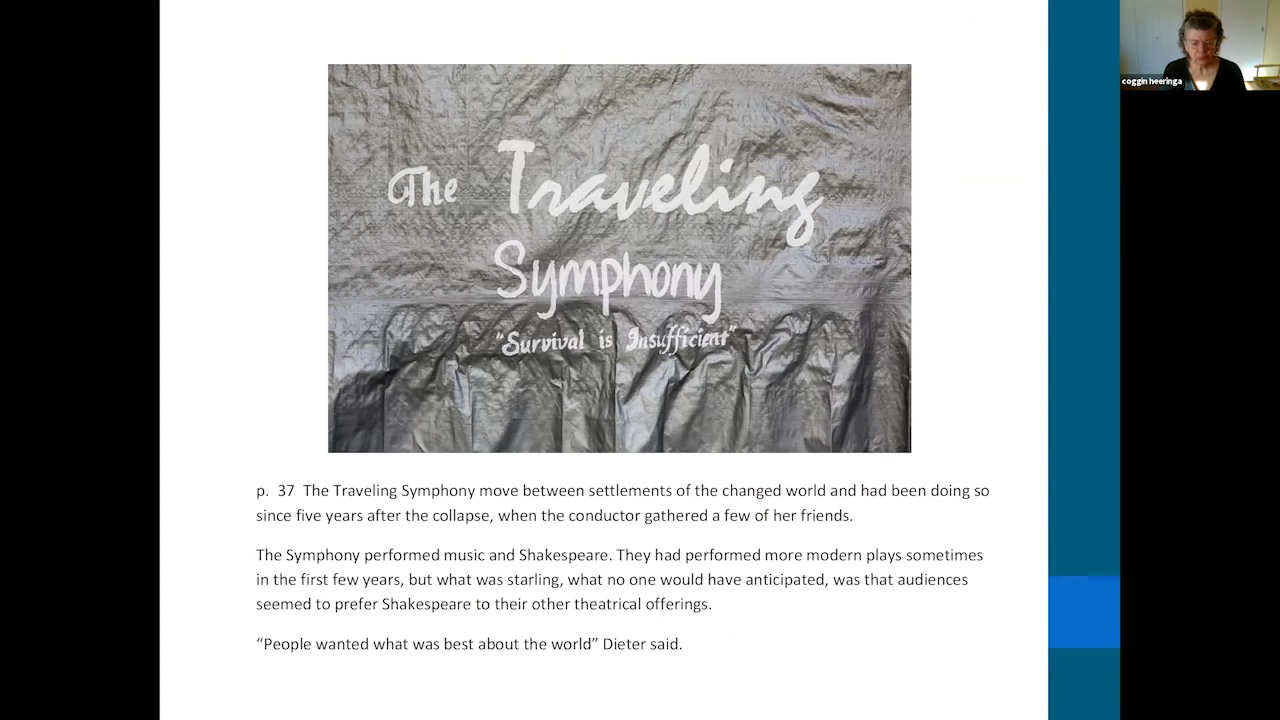 The Traveling
Symphony
"Survival is Insufficient"
p. 37 The Traveling Symphony move between settlements of the changed world and had been doing so
since five years after the collapse, when the conductor gathered a few of her friends.
The Symphony performed music and Shakespeare. They had performed more modern plays sometimes
in the first few years, but what was starling, what no one would have anticipated, was that audiences
seemed to prefer Shakespeare to their other theatrical offerings.
“People wanted what was best about the world” Dieter said.
coggin heeringa